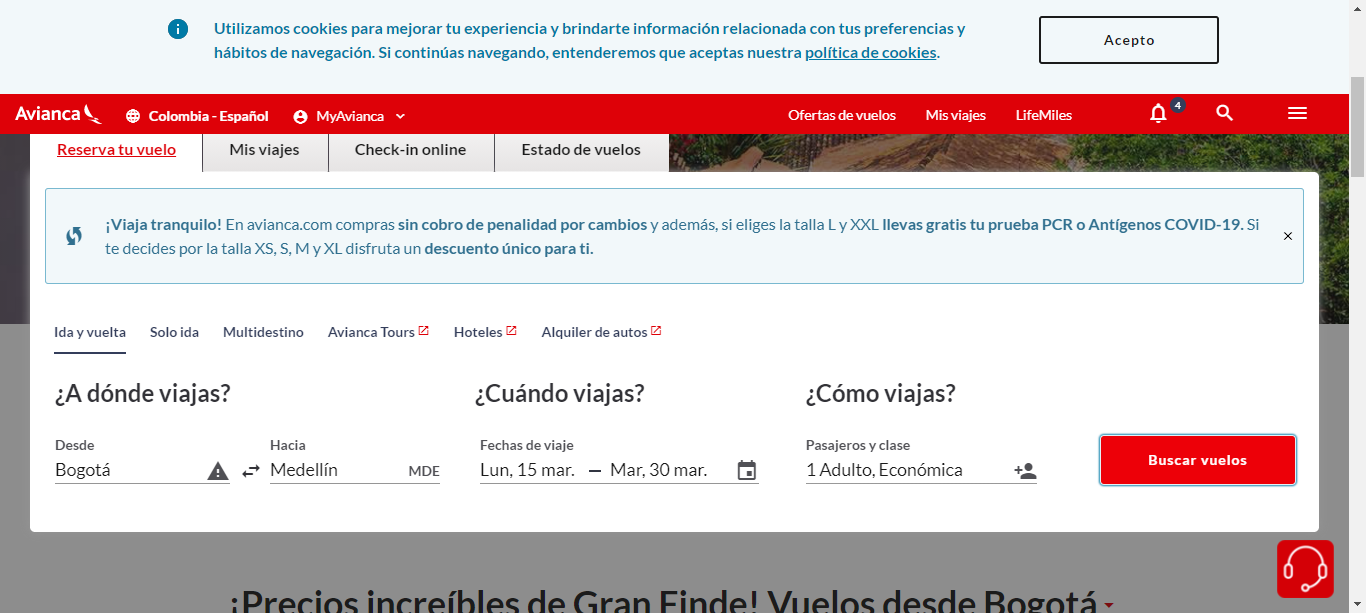 Utilizamos cookies para mejorar tu experiencia y brindarte información relacionada con tus preferencias y
hábitos de navegación. Si continúas navegando, entenderemos que aceptas nuestra política de cookies.
Acepto
Avianca
Colombia - Español
MyAvianca
Ofertas de vuelos
Mis viajes
LifeMiles
4
Reserva tu vuelo
Mis viajes
Check-in online
Estado de vuelos
¡Viaja tranquilo! En avianca.com compras sin cobro de penalidad por cambios y además, si eliges la talla L y XXL llevas gratis tu prueba PCR o Antígenos COVID-19. Si
te decides por la talla XS, S, M y XL disfruta un descuento único para ti.
Ida y vuelta
Solo ida
Multidestino
Avianca Tours
Hoteles
Alquiler de autos
¿A dónde viajas?
¿Cuándo viajas?
¿Cómo viajas?
Desde
Hacia
Fechas de viaje
Pasajeros y clase
Bogotá
Medellín
MDE
Lun, 15 mar. – Mar, 30 mar.
1 Adulto, Económica
Buscar vuelos
¡Precios increíbles de Gran Finde! Vuelos desde Bogotá